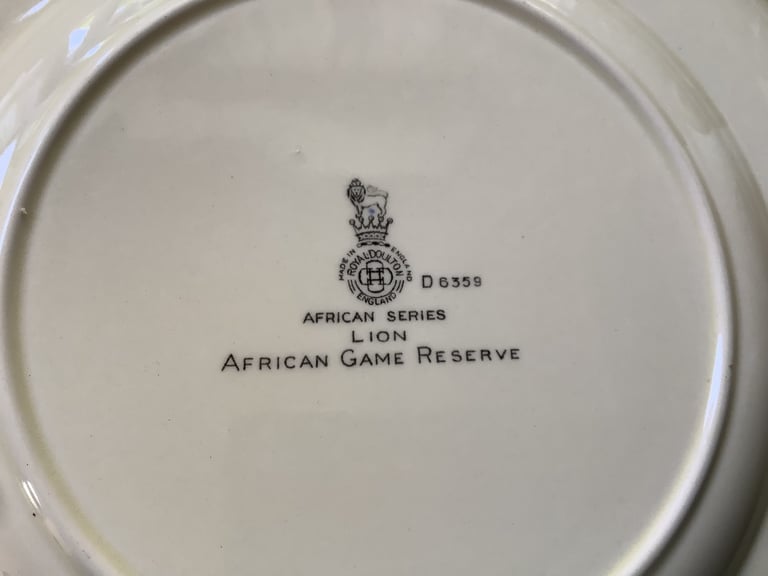 MADE IN ENGLAND
ROYAL DOULTON
ENGLAND
D 6359
AFRICAN SERIES
LION
AFRICAN GAME RESERVE